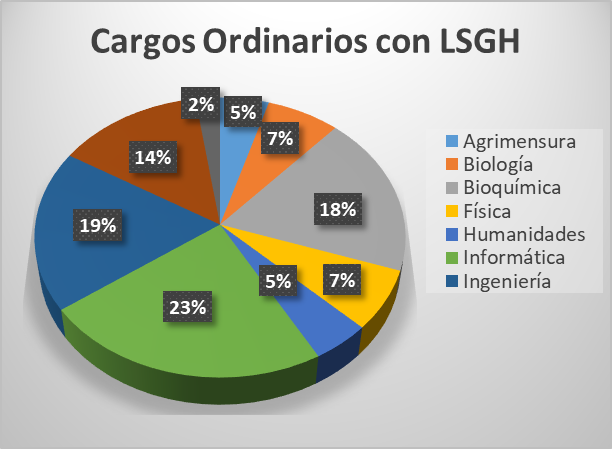 Cargos Ordinarios con LSGH
2%
5%
7%
14%
18%
19%
7%
5%
23%
Agrimensura
Biología
Bioquímica
Física
Humanidades
Informática
Ingeniería